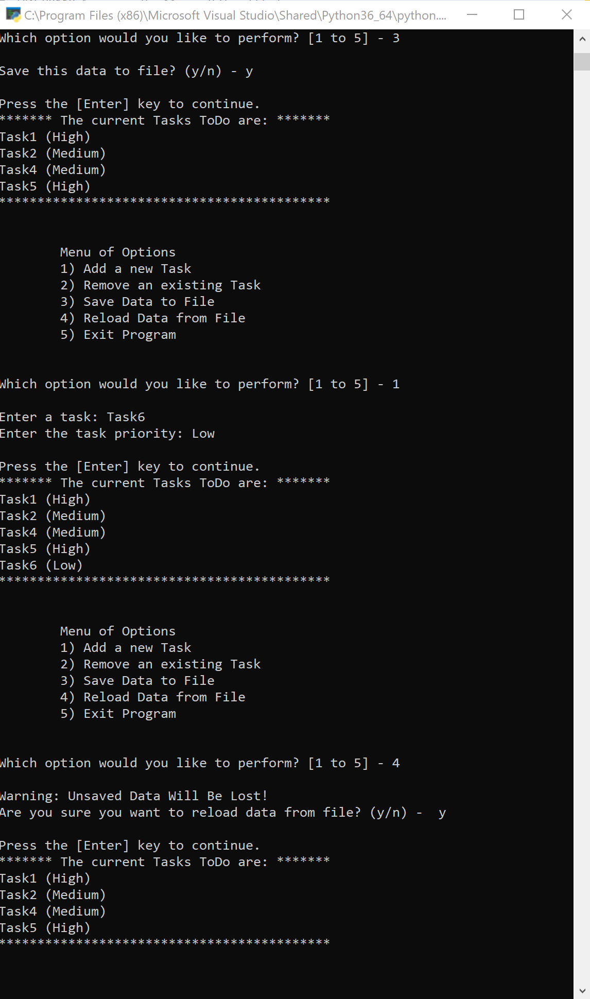 C:\Program Files (x86)\Microsoft Visual Studio\Shared\Python36_64\python....
Which option would you like to perform? [1 to 5] - 3
Save this data to file? (y/n) - y
Press the [Enter] key to continue.
******* The current Tasks ToDo are: *******
Task1 (High)
Task2 (Medium)
Task4 (Medium)
Task5 (High)
*******************************************
Menu of Options
1) Add a new Task
2) Remove an existing Task
3) Save Data to File
4) Reload Data from File
5) Exit Program
Which option would you like to perform? [1 to 5] - 1
Enter a task: Task6
Enter the task priority: Low
Press the [Enter] key to continue.
******* The current Tasks ToDo are: *******
Task1 (High)
Task2 (Medium)
Task4 (Medium)
Task5 (High)
Task6 (Low)
*******************************************
Menu of Options
1) Add a new Task
2) Remove an existing Task
3) Save Data to File
4) Reload Data from File
5) Exit Program
Which option would you like to perform? [1 to 5] - 4
Warning: Unsaved Data Will Be Lost!
Are you sure you want to reload data from file? (y/n) -  y
Press the [Enter] key to continue.
******* The current Tasks ToDo are: *******
Task1 (High)
Task2 (Medium)
Task4 (Medium)
Task5 (High)
*******************************************